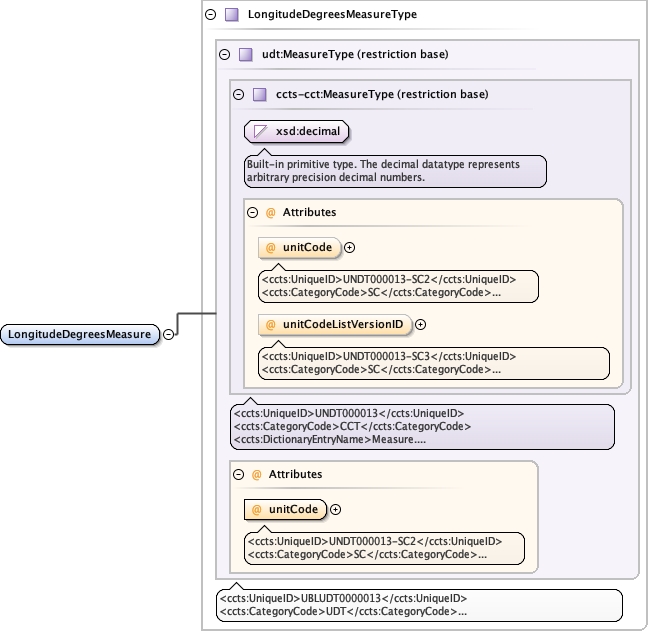 LongitudeDegreesMeasureType
udt:MeasureType (restriction base)
ccts-cct:MeasureType (restriction base)
xsd:decimal
Built-in primitive type. The decimal datatype represents
arbitrary precision decimal numbers.
@ Attributes
@ unitCode
<ccts:UniqueID>UNDT000013-SC2</ccts:UniqueID>
<ccts:CategoryCode>SC</ccts:CategoryCode>...
@ unitCodeListVersionID
<ccts:UniqueID>UNDT000013-SC3</ccts:UniqueID>
<ccts:CategoryCode>SC</ccts:CategoryCode>...
LongitudeDegreesMeasure
<ccts:UniqueID>UNDT000013</ccts:UniqueID>
<ccts:CategoryCode>CCT</ccts:CategoryCode>
<ccts:DictionaryEntryName>Measure....
@ Attributes
@ unitCode
<ccts:UniqueID>UNDT000013-SC2</ccts:UniqueID>
<ccts:CategoryCode>SC</ccts:CategoryCode>...
<ccts:UniqueID>UBLUDT0000013</ccts:UniqueID>
<ccts:CategoryCode>UDT</ccts:CategoryCode>...